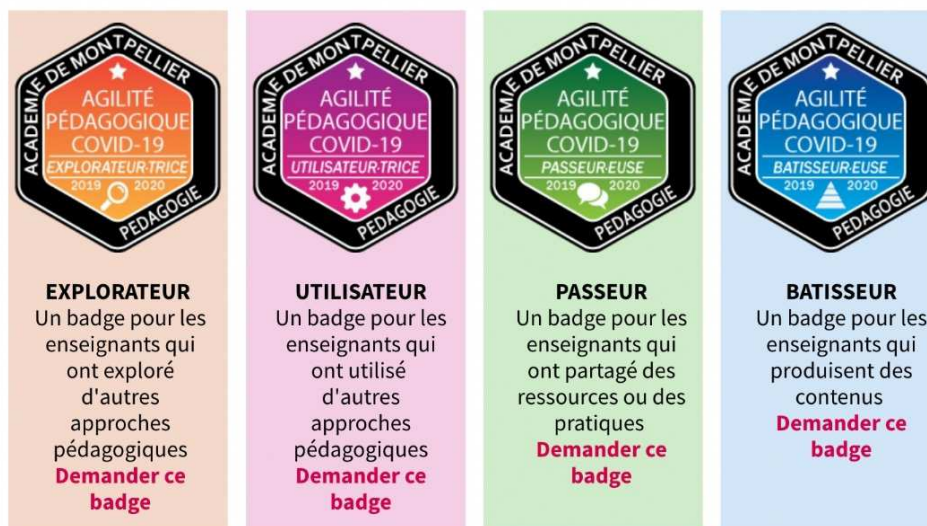 ACADEMIE DE MONTPELLIER
AGILITÉ
PÉDAGOGIQUE
COVID-19
EXPLORATEUR·TRICE
2019 2020
PEDAGOGIE
EXPLORATEUR
Un badge pour les
enseignants qui
ont exploré
d'autres
approches
pédagogiques
Demander ce
badge
ACADEMIE DE MONTPELLIER
AGILITÉ
PÉDAGOGIQUE
COVID-19
UTILISATEUR·TRICE
2019 2020
PEDAGOGIE
UTILISATEUR
Un badge pour les
enseignants qui
ont utilisé
d'autres
approches
pédagogiques
Demander ce
badge
ACADEMIE DE MONTPELLIER
AGILITÉ
PÉDAGOGIQUE
COVID-19
PASSEUR·EUSE
2019 2020
PEDAGOGIE
PASSEUR
Un badge pour les
enseignants qui
ont partagé des
ressources ou des
pratiques
Demander ce
badge
ACADEMIE DE MONTPELLIER
AGILITÉ
PÉDAGOGIQUE
COVID-19
BATISSEUR·EUSE
2019 2020
PEDAGOGIE
BATISSEUR
Un badge pour les
enseignants qui
produisent des
contenus
Demander ce
badge